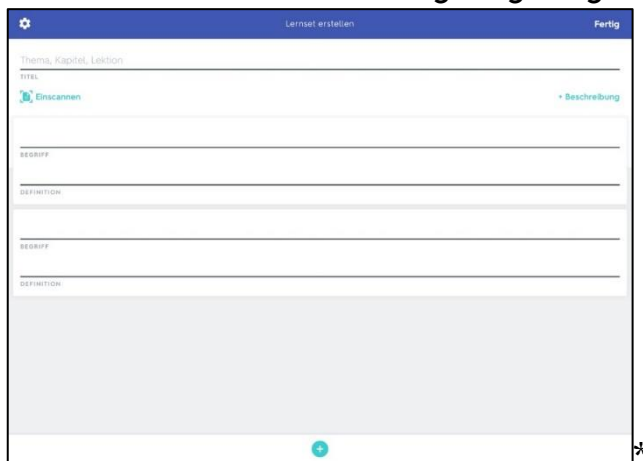 Lernset erstellen Fertig
Thema, Kapitel, Lektion
TITEL
Einscannen + Beschreibung
BEGRIFF
DEFINITION
BEGRIFF
DEFINITION
+
*